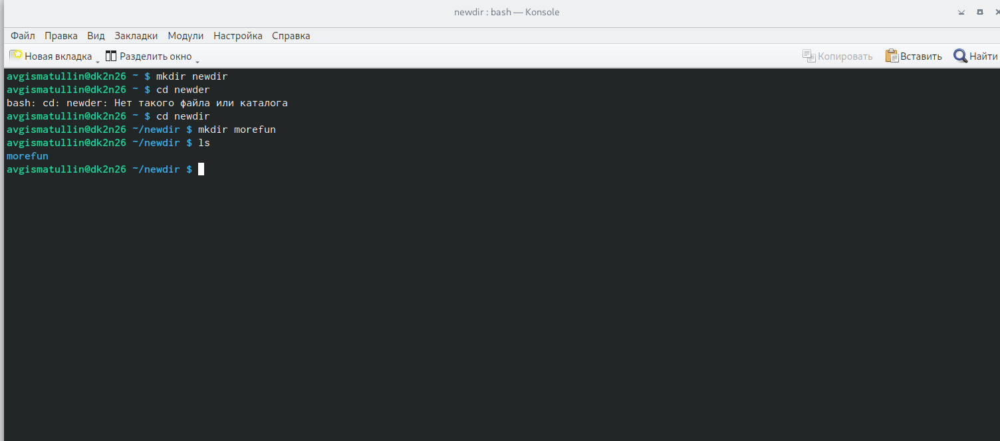 newdir : bash — Konsole
Файл Правка Вид Закладки Модули Настройка Справка
Новая вкладка Разделить окно Копировать Вставить Найти
avgismatullin@dk2n26 ~ $ mkdir newdir
avgismatullin@dk2n26 ~ $ cd newder
bash: cd: newder: Нет такого файла или каталога
avgismatullin@dk2n26 ~ $ cd newdir
avgismatullin@dk2n26 ~/newdir $ mkdir morefun
avgismatullin@dk2n26 ~/newdir $ ls
morefun
avgismatullin@dk2n26 ~/newdir $